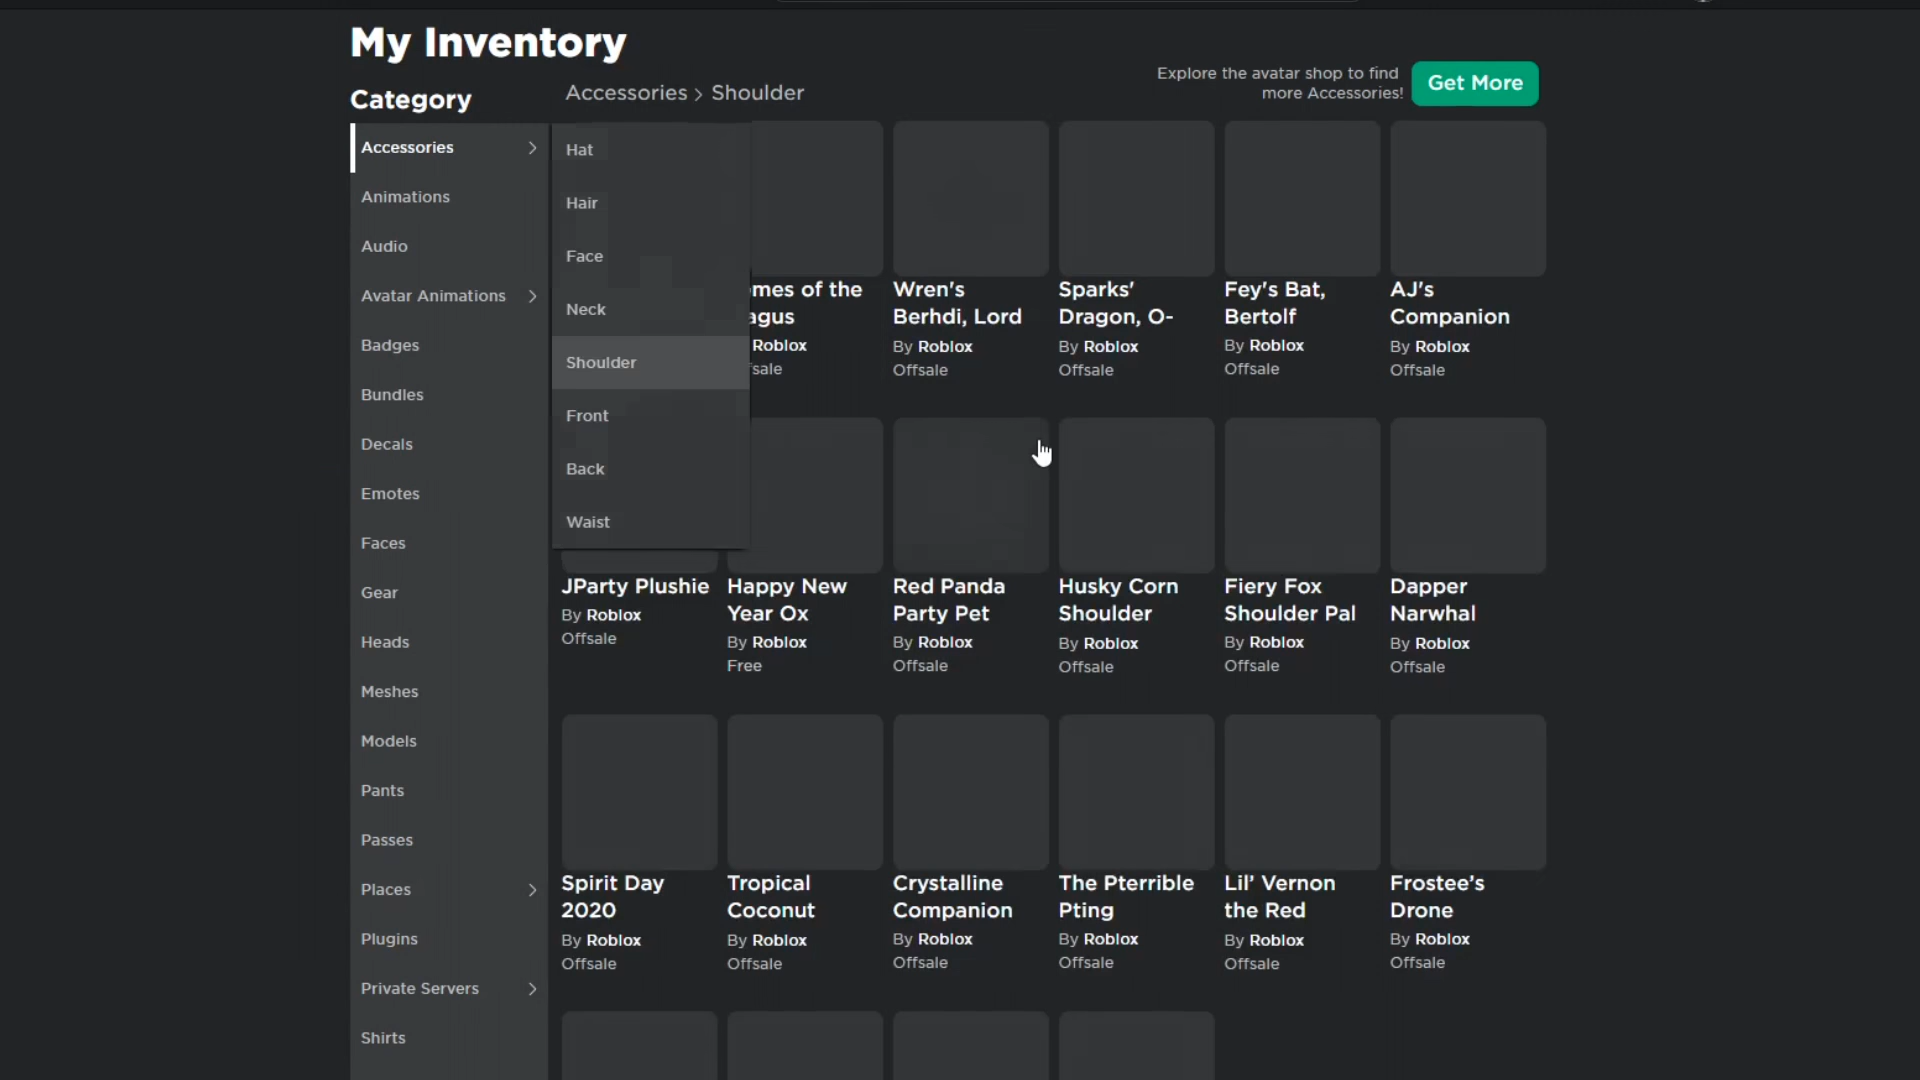 My Inventory
Category
Accessories
Animations
Audio
Avatar Animations
Badges
Bundles
Decals
Emotes
Faces
Gear
Heads
Meshes
Models
Pants
Passes
Places
Plugins
Private Servers
Shirts
Accessories > Shoulder
Explore the avatar shop to find
more Accessories!
Get More
Hat
Hair
Face
Neck
Shoulder
Front
Back
Waist
of the
Roblox
Wren's
Berhdi, Lord
By Roblox
Offsale
Sparks'
Dragon, O-
By Roblox
Offsale
Fey's Bat,
Bertolf
By Roblox
Offsale
AJ's
Companion
By Roblox
Offsale
JParty Plushie
By Roblox
Offsale
Happy New
Year Ox
By Roblox
Free
Red Panda
Party Pet
By Roblox
Offsale
Husky Corn
Shoulder
By Roblox
Offsale
Fiery Fox
Shoulder Pal
By Roblox
Offsale
Dapper
Narwhal
By Roblox
Offsale
Spirit Day
2020
By Roblox
Offsale
Tropical
Coconut
By Roblox
Offsale
Crystalline
Companion
By Roblox
Offsale
The Pterrible
Pting
By Roblox
Offsale
Lil’ Vernon
the Red
By Roblox
Offsale
Frostee’s
Drone
By Roblox
Offsale